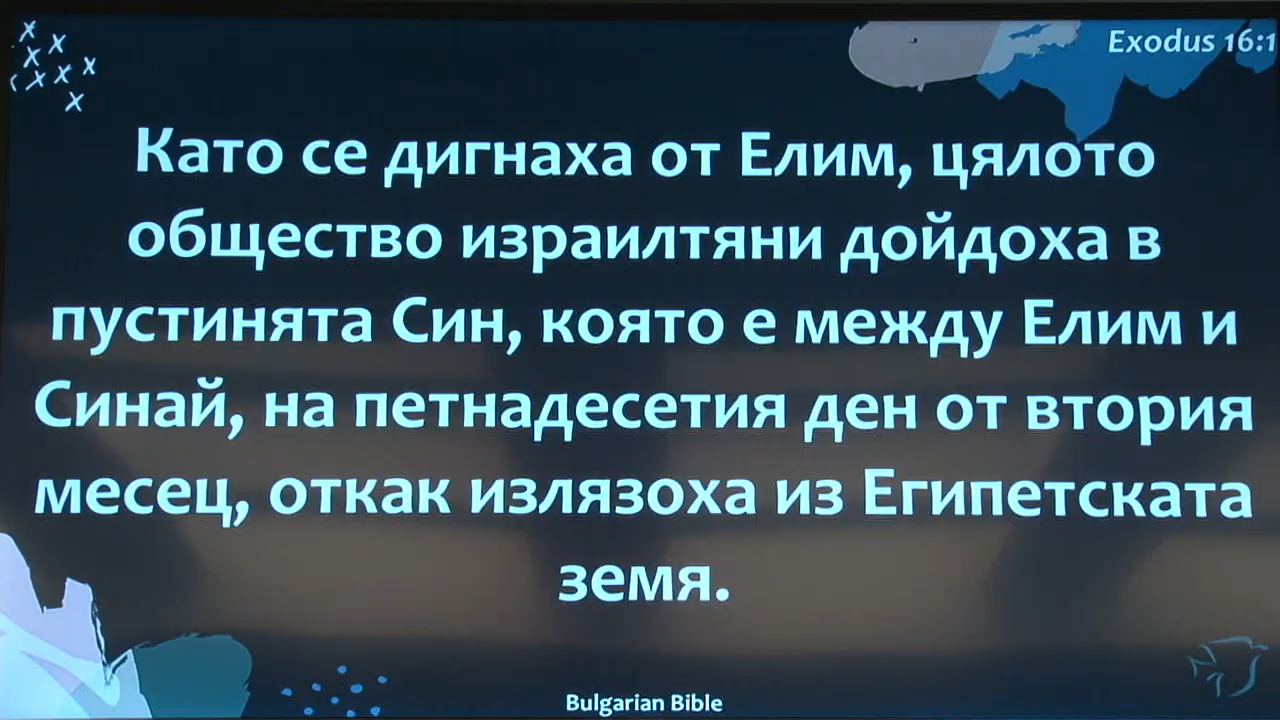 Exodus 16:1
Като се дигнаха от Елим, цялото
общество израилтяни дойдоха в
пустинята Син, която е между Елим и
Синай, на петнадесетия ден от втория
месец, откак излязоха из Египетската
земя.
Bulgarian Bible